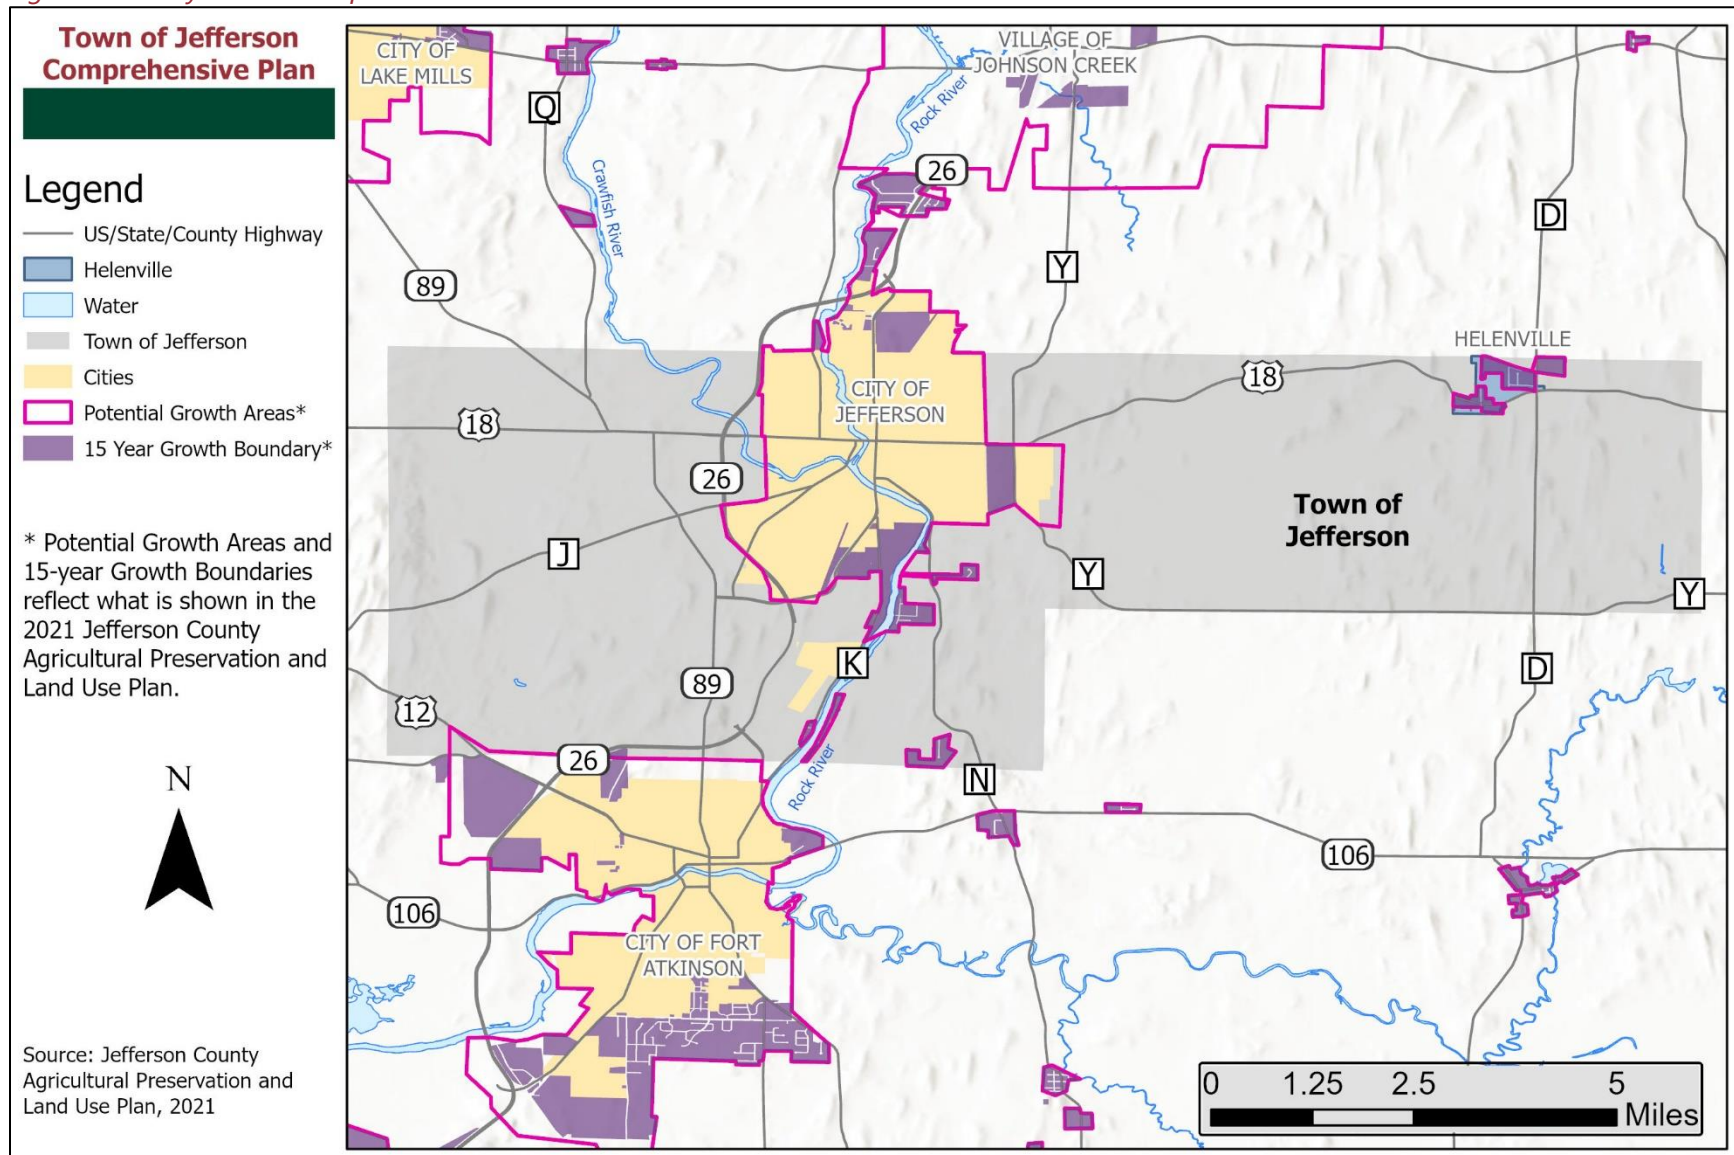 Town of Jefferson
Comprehensive Plan
Legend
US/State/County Highway
Helenville
Water
Town of Jefferson
Cities
Potential Growth Areas*
15 Year Growth Boundary*
* Potential Growth Areas and
15-year Growth Boundaries
reflect what is shown in the
2021 Jefferson County
Agricultural Preservation and
Land Use Plan.
N
Source: Jefferson County
Agricultural Preservation and
Land Use Plan, 2021
CITY OF
LAKE MILLS
Q
Crawfish River
Rock River
VILLAGE OF
JOHNSON CREEK
26
D
Y
89
HELENVILLE
18
CITY OF
JEFFERSON
18
26
Town of
Jefferson
J
Y
Y
K
89
D
12
26
Rock River
N
106
106
CITY OF FORT
ATKINSON
0 1.25 2.5 5
Miles